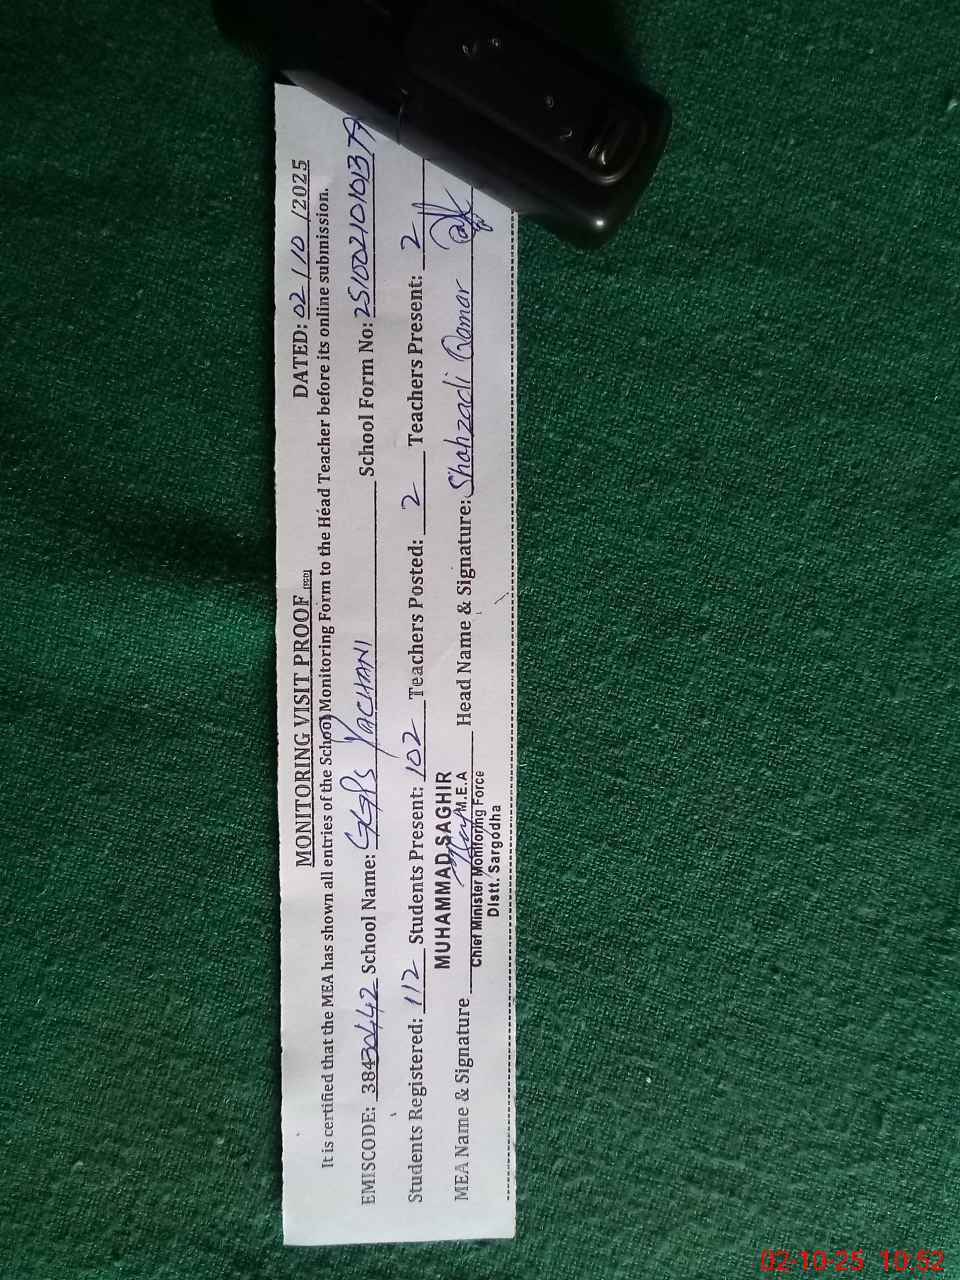 MONITORING VISIT PROOF (SED) DATED: 02/10/2025
It is certified that the MEA has shown all entries of the School Monitoring Form to the Head Teacher before its online submission.
EMISCODE: 38430442 School Name: GGPS YACHANI School Form No: 2510021010137
Students Registered: 112 Students Present: 102 Teachers Posted: 2 Teachers Present: 2
MEA Name & Signature MUHAMMAD SAGHIR Head Name & Signature: Shahzadi Qamar
M.E.A
Chief Minister Monitoring Force
Distt. Sargodha
02-10-25 10:52